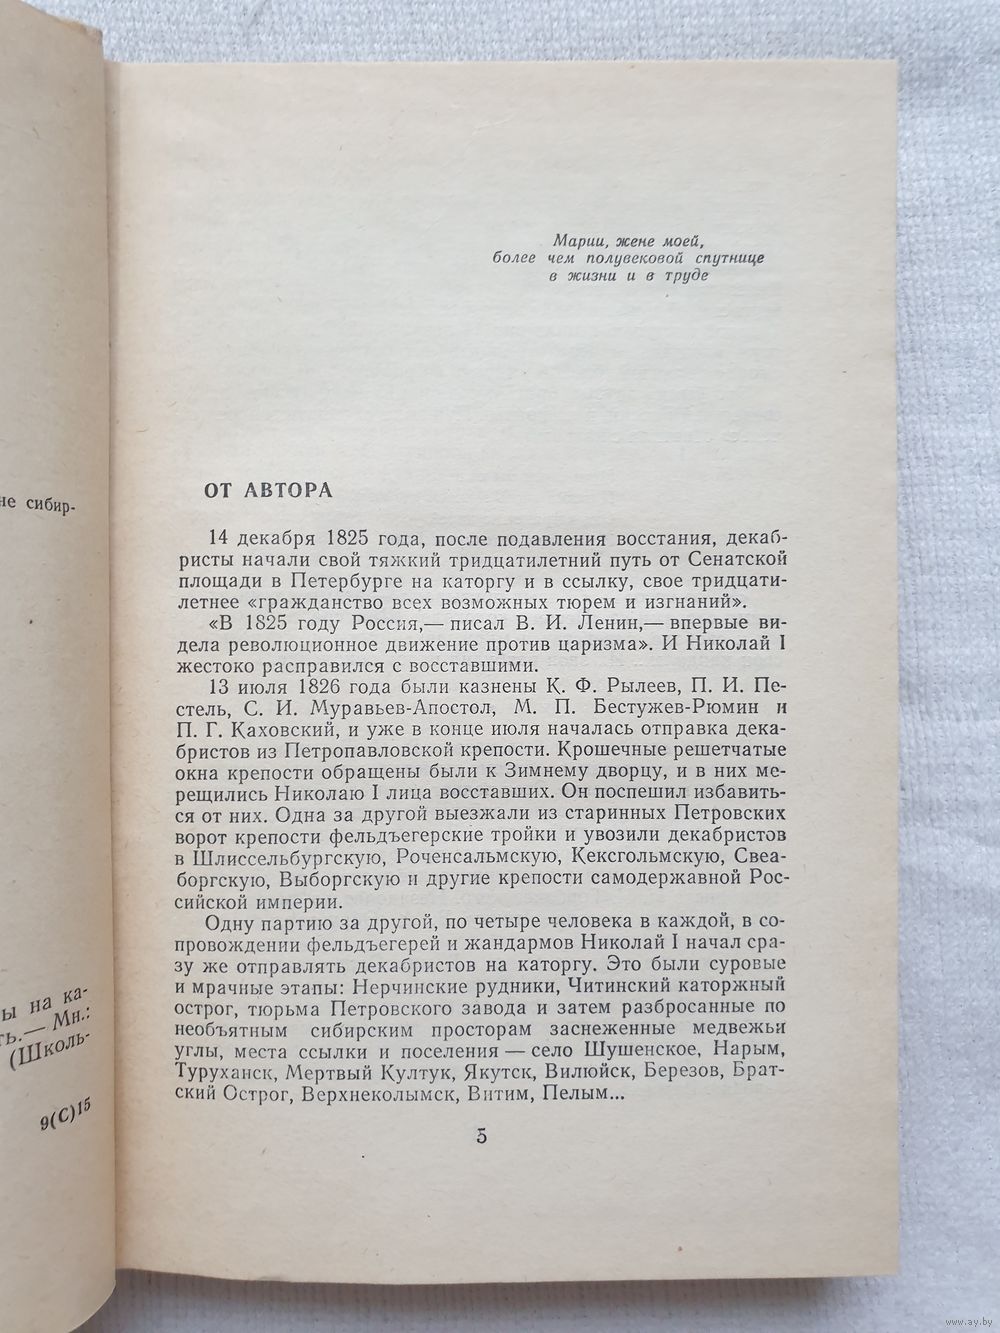 не сибир-
ы на ка-
ть.— Мн.:
(Школь-
9(С)15
Марии, жене моей,
более чем полувековой спутнице
в жизни и в труде
ОТ АВТОРА
14 декабря 1825 года, после подавления восстания, декаб-
ристы начали свой тяжкий тридцатилетний путь от Сенатской
площади в Петербурге на каторгу и в ссылку, свое тридцати-
летнее «гражданство всех возможных тюрем и изгнаний».
«В 1825 году Россия,— писал В. И. Ленин,— впервые ви-
дела революционное движение против царизма». И Николай I
жестоко расправился с восставшими.
13 июля 1826 года были казнены К. Ф. Рылеев, П. И. Пе-
стель, С. И. Муравьев-Апостол, М. П. Бестужев-Рюмин и
П. Г. Каховский, и уже в конце июля началась отправка дека-
бристов из Петропавловской крепости. Крошечные решетчатые
окна крепости обращены были к Зимнему дворцу, и в них ме-
рещились Николаю I лица восставших. Он поспешил избавить-
ся от них. Одна за другой выезжали из старинных Петровских
ворот крепости фельдъегерские тройки и увозили декабристов
в Шлиссельбургскую, Роченсальмскую, Кексгольмскую, Свеа-
боргскую, Выборгскую и другие крепости самодержавной Рос-
сийской империи.
Одну партию за другой, по четыре человека в каждой, в со-
провождении фельдъегерей и жандармов Николай I начал сра-
зу же отправлять декабристов на каторгу. Это были суровые
и мрачные этапы: Нерчинские рудники, Читинский каторжный
острог, тюрьма Петровского завода и затем разбросанные по
необъятным сибирским просторам заснеженные медвежьи
углы, места ссылки и поселения — село Шушенское, Нарым,
Туруханск, Мертвый Култук, Якутск, Вилюйск, Березов, Брат-
ский Острог, Верхнеколымск, Витим, Пелым...
5
www.ay.by